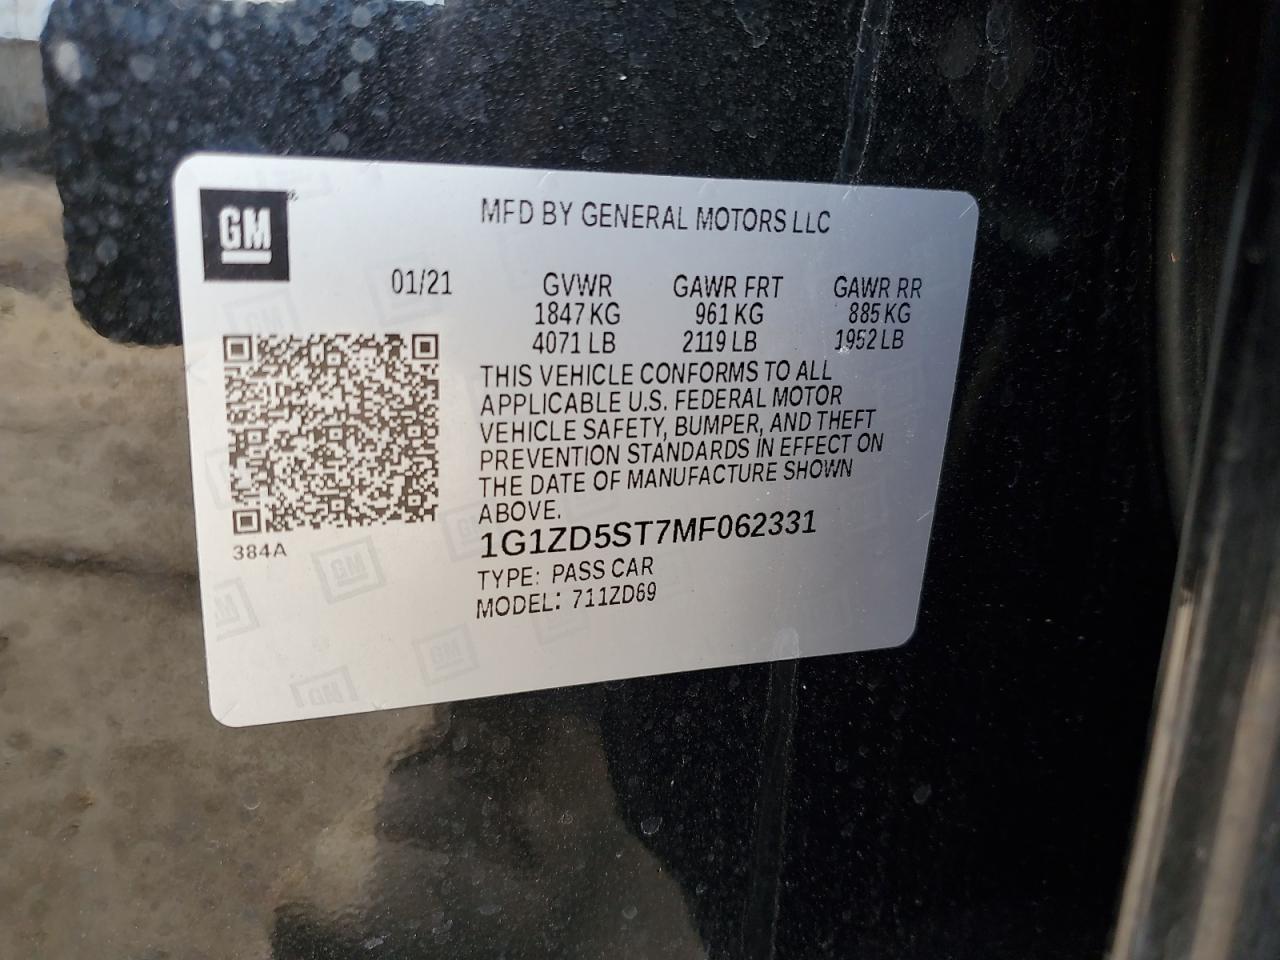 GM
MFD BY GENERAL MOTORS LLC
01/21 GVWR GAWR FRT GAWR RR
1847 KG 961 KG 885 KG
4071 LB 2119 LB 1952 LB
THIS VEHICLE CONFORMS TO ALL
APPLICABLE U.S. FEDERAL MOTOR
VEHICLE SAFETY, BUMPER, AND THEFT
PREVENTION STANDARDS IN EFFECT ON
THE DATE OF MANUFACTURE SHOWN
ABOVE.
384A
1G1ZD5ST7MF062331
TYPE: PASS CAR
MODEL: 711ZD69